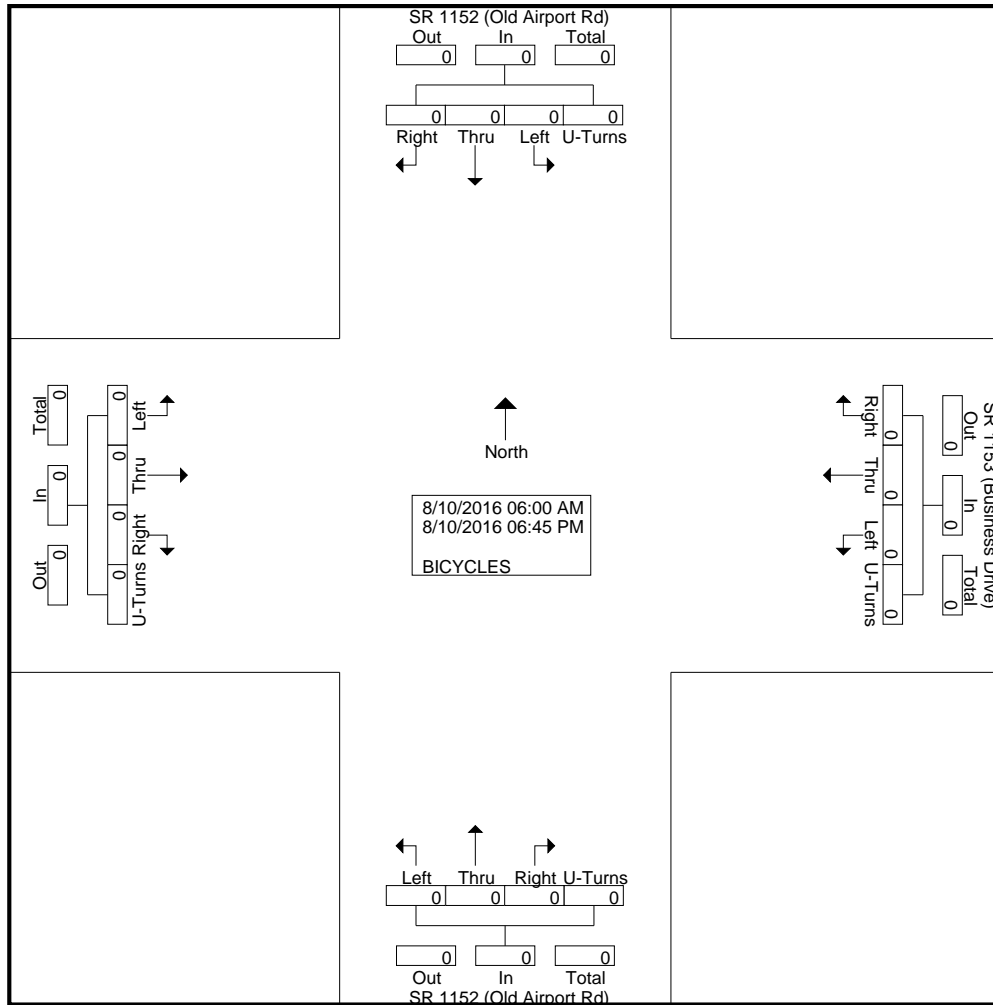 SR 1152 (Old Airport Rd)
Out In Total
0 0 0
0 0 0 0
Right Thru Left U-Turns
Total In Out
0 0 0
0 0 0 0
Left Thru Right U-Turns
North
8/10/2016 06:00 AM
8/10/2016 06:45 PM
BICYCLES
SR 1153 (Business Drive)
Out In Total
0 0 0
0 0 0 0
Right Thru Left U-Turns
Left Thru Right U-Turns
0 0 0 0
0 0 0
Out In Total
SR 1152 (Old Airport Rd)